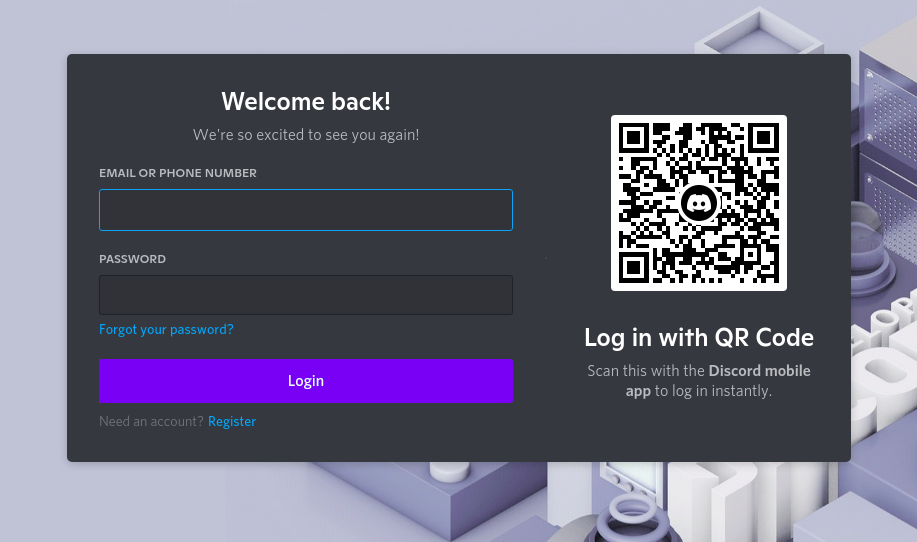 Welcome back!
We're so excited to see you again!
EMAIL OR PHONE NUMBER
PASSWORD
Forgot your password?
Login
Need an account? Register
Log in with QR Code
Scan this with the Discord mobile
app to log in instantly.